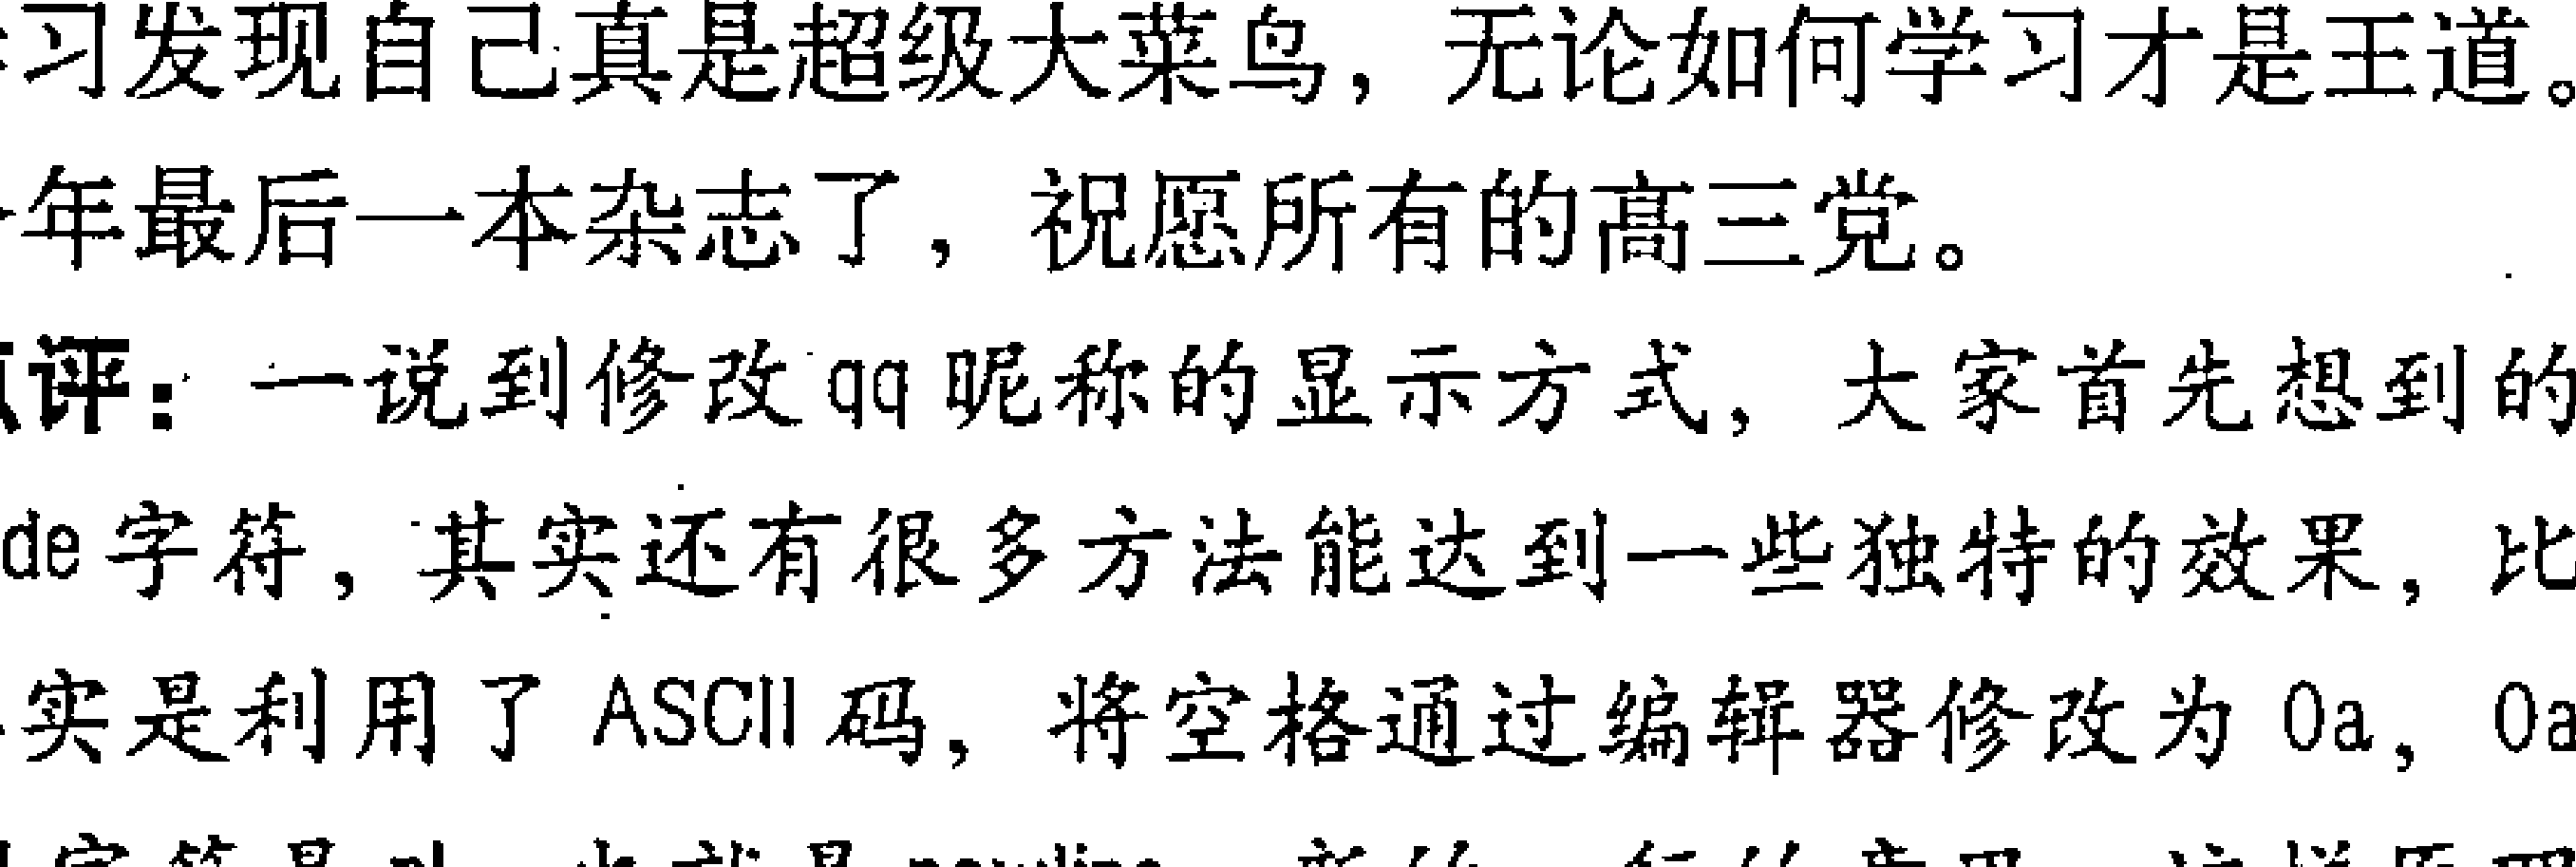 习发现自己真是超级大菜鸟，无论如何学习才是王道。
年最后一本杂志了，祝愿所有的高三党。
点评：一说到修改qq昵称的显示方式，大家首先想到的
de字符，其实还有很多方法能达到一些独特的效果，比
实是利用了ASCII码，将空格通过编辑器修改为0a，0a